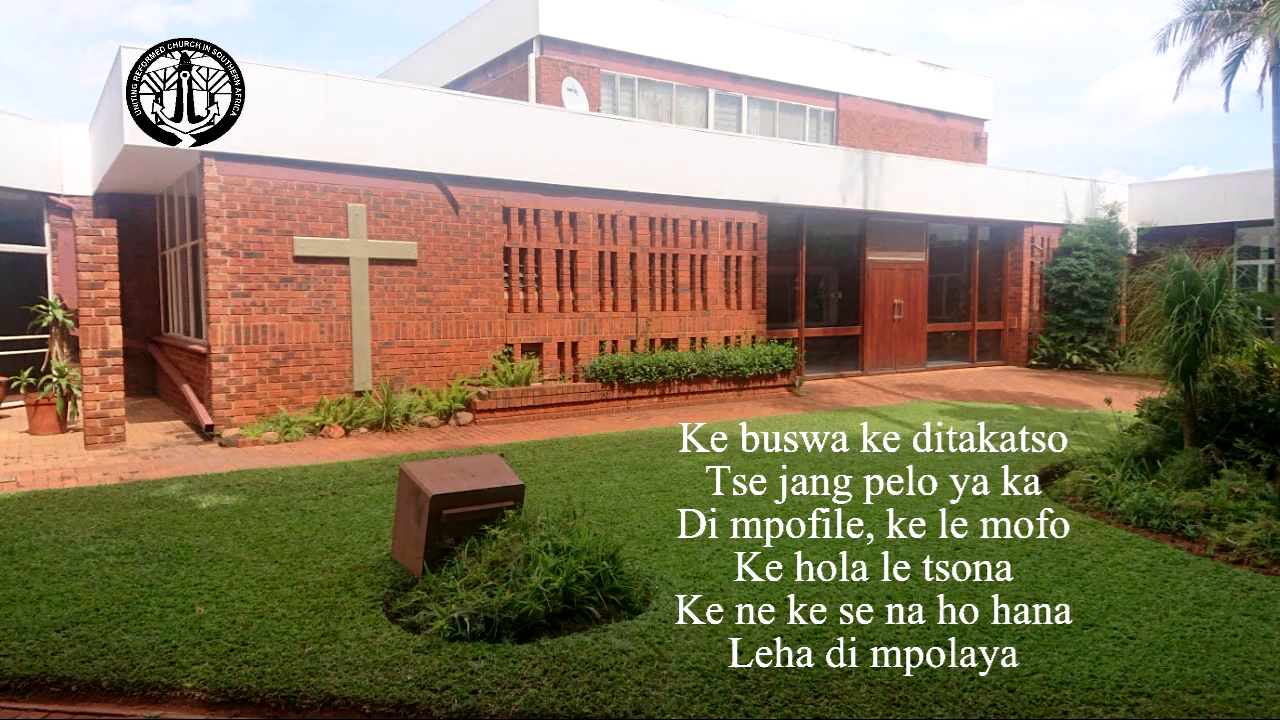 UNITING REFORMED CHURCH IN SOUTHERN AFRICA
Ke buswa ke ditakatso
Tse jang pelo ya ka
Di mpofile, ke le mofo
Ke hola le tsona
Ke ne ke se na ho hana
Leha di mpolaya